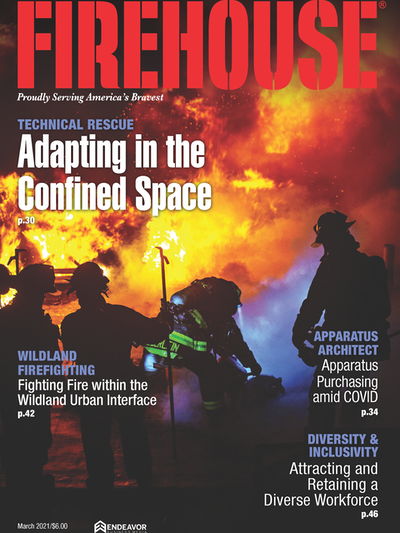 FIREHOUSE®
Proudly Serving America's Bravest
TECHNICAL RESCUE
Adapting in the
Confined Space
p.30
WILDLAND
FIREFIGHTING
Fighting Fire within the
Wildland Urban Interface
p.42
APPARATUS
ARCHITECT
Apparatus
Purchasing
amid COVID
p.34
DIVERSITY &
INCLUSIVITY
Attracting and
Retaining a
Diverse Workforce
p.46
March 2021/$6.00
ENDEAVOR
BUSINESS MEDIA